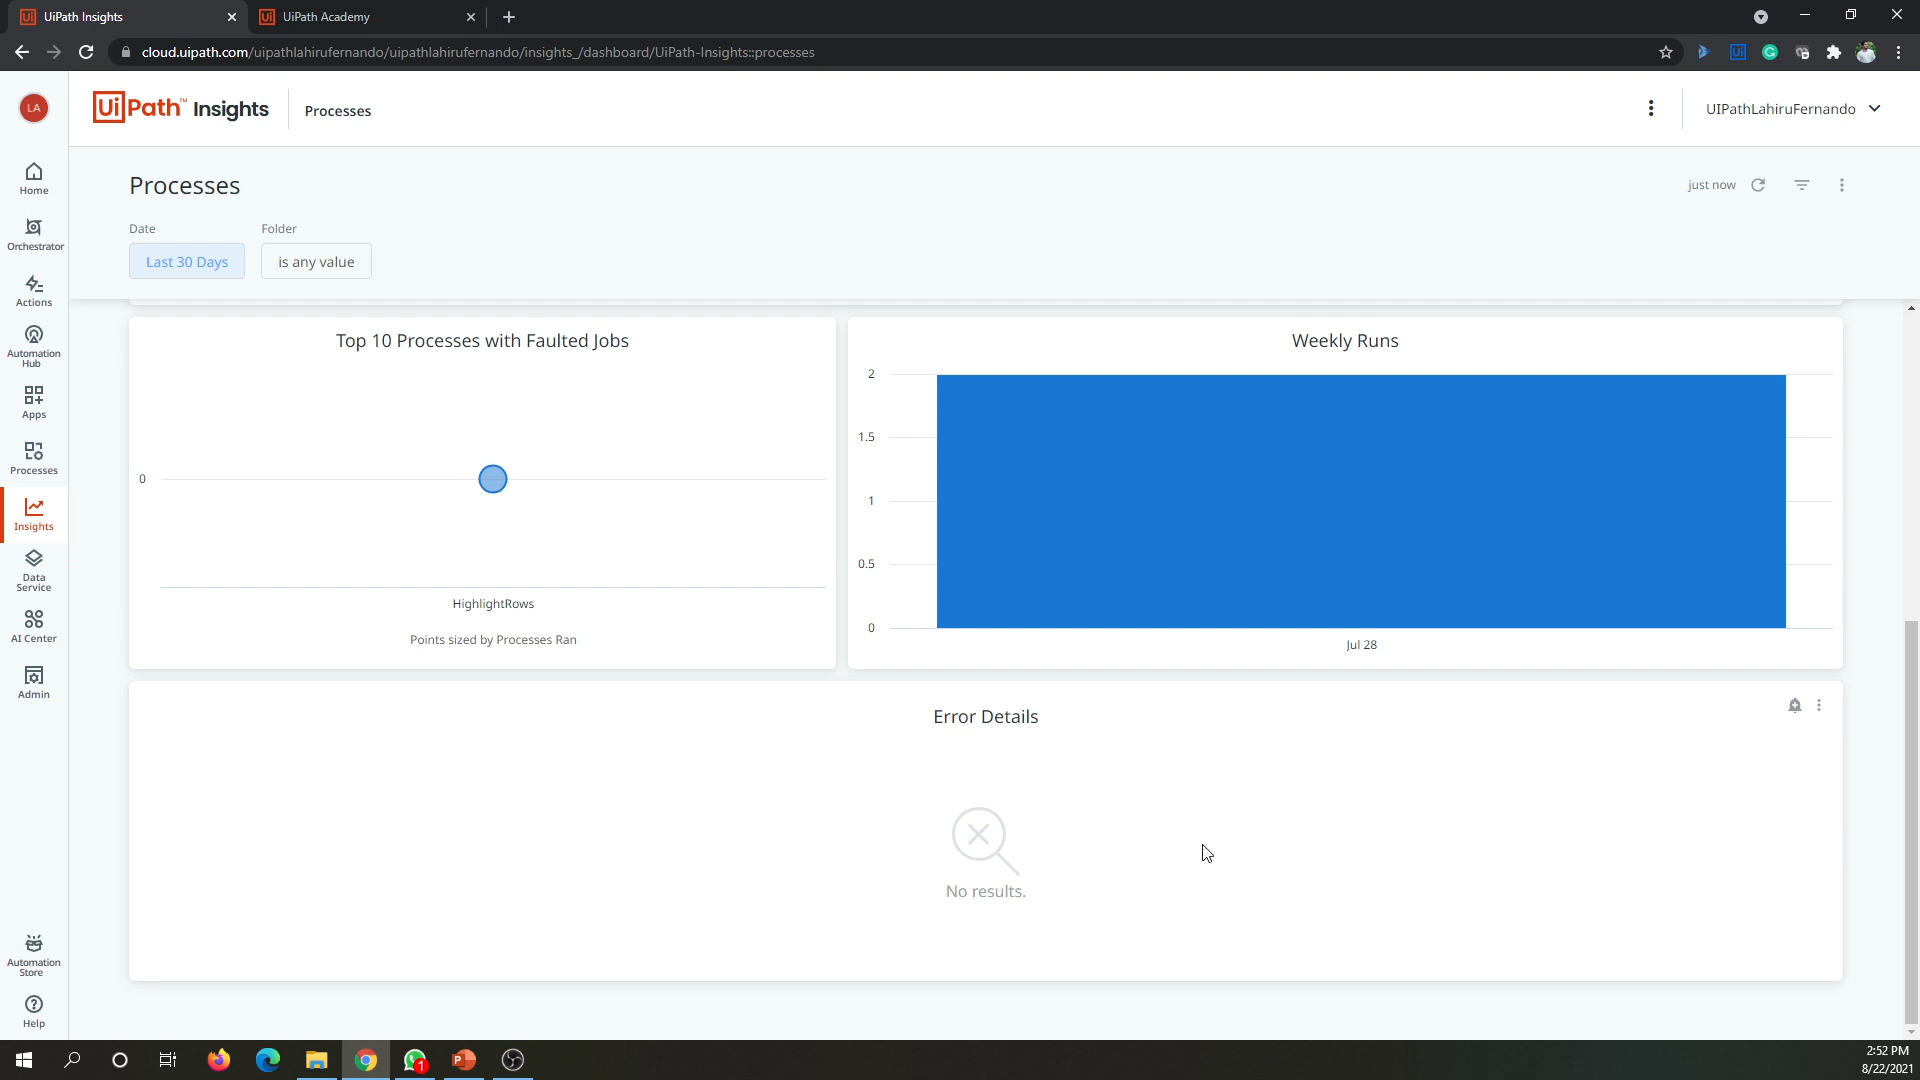 UiPath Insights
UiPath Academy
cloud.uipath.com/uipathlahirufernando/uipathlahirufernando/insights_/dashboard/UiPath-Insights::processes
LA
UiPath™ Insights
Processes
UIPathLahiruFernando
Home
Orchestrator
Actions
Automation
Hub
Apps
Processes
Insights
Data
Service
AI Center
Admin
Automation
Store
Help
Processes
just now
Date
Folder
Last 30 Days
is any value
Top 10 Processes with Faulted Jobs
0
HighlightRows
Points sized by Processes Ran
Weekly Runs
2
1.5
1
0.5
0
Jul 28
Error Details
No results.
1
2:52 PM
8/22/2021